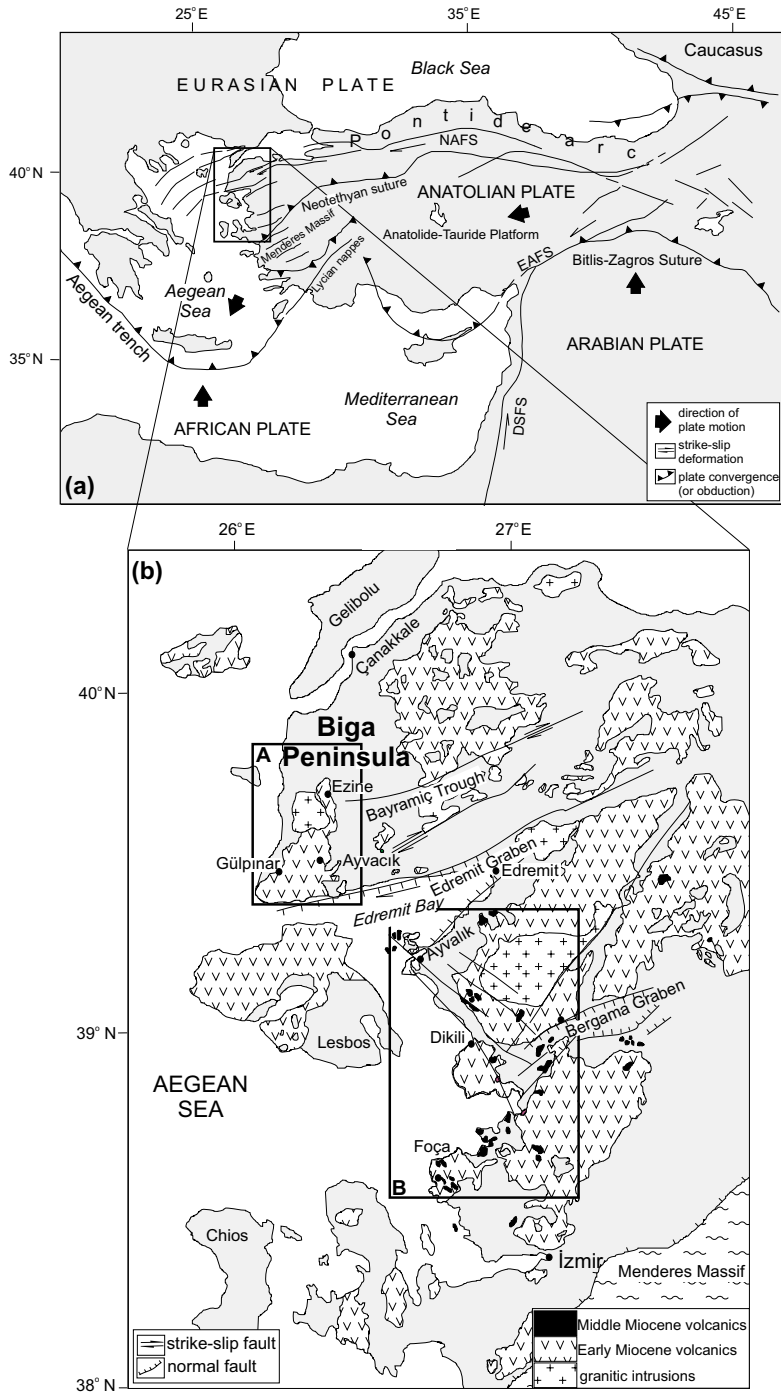 25°E
35°E
45°E
Caucasus
Black Sea
EURASIAN PLATE
Pontide arc
NAFS
40°N
Neotethyan suture
ANATOLIAN PLATE
Menderes Massif
Anatolide-Tauride Platform
Lycian nappes
EAFS
Bitlis-Zagros Suture
Aegean
Sea
Aegean trench
35°N
ARABIAN PLATE
Mediterranean
Sea
DSFS
AFRICAN PLATE
(a)
direction of
plate motion
strike-slip
deformation
plate convergence
(or obduction)
26°E
27°E
(b)
Gelibolu
Çanakkale
40°N
Biga
Peninsula
A
Ezine
Bayramiç Trough
Gülpınar
Ayvacık
Edremit Graben
Edremit
Edremit Bay
Ayvalık
39°N
Lesbos
Dikili
Bergama Graben
AEGEAN
SEA
Foça
B
Chios
İzmir
Menderes Massif
strike-slip fault
normal fault
Middle Miocene volcanics
Early Miocene volcanics
granitic intrusions
38°N